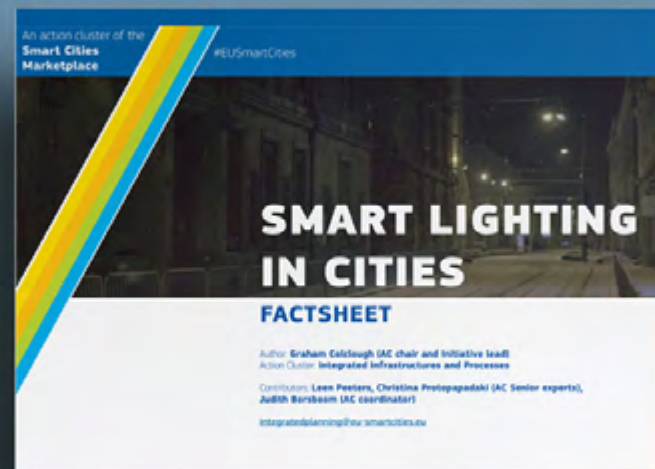 An action cluster of the
Smart Cities
Marketplace
#EUSmartCities
SMART LIGHTING
IN CITIES
FACTSHEET
Author: Graham Colclough (AC chair and Initiative lead)
Action Cluster: Integrated Infrastructures and Processes
Contributors: Leen Peeters, Christina Protopapadaki (AC Senior experts),
Judith Borsboom (AC coordinator)
integratedplanning@eu-smartcities.eu